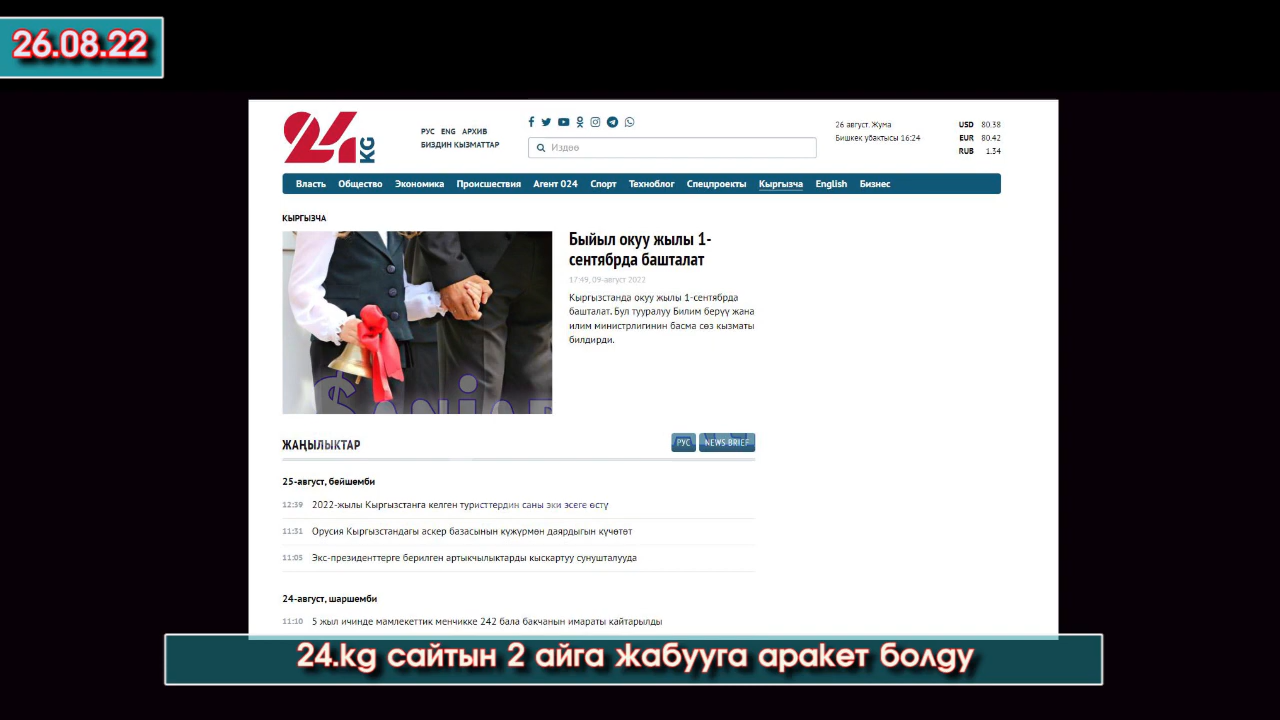 26.08.22
24 KG
РУС ENG АРХИВ
БИЗДИН КЫЗМАТТАР
Издөө
26 август. Жума
Бишкек убактысы 16:24
USD 80.38
EUR 80,42
RUB 1.34
Власть Общество Экономика Происшествия Агент 024 Спорт Техноблог Спецпроекты Кыргызча English Бизнес
КЫРГЫЗЧА
Быйыл окуу жылы 1-
сентябрда башталат
17:49, 09-август 2022
Кыргызстанда окуу жылы 1-сентябрда
башталат. Бул тууралуу Билим берүү жана
илим министрлигинин басма сөз кызматы
билдирди.
ЖАҢЫЛЫКТАР
РУС NEWS BRIEF
25-август, бейшемби
12:39 2022-жылы Кыргызстанга келген туристтердин саны эки эсеге өстү
11:31 Орусия Кыргызстандагы аскер базасынын күжүрмөн даярдыгын күчөтөт
11:05 Экс-президенттерге берилген артыкчылыктарды кыскартуу сунушталууда
24-август, шаршемби
11:10 5 жыл ичинде мамлекеттик менчикке 242 бала бакчанын имараты кайтарылды
24.kg сайтын 2 айга жабууга аракет болду